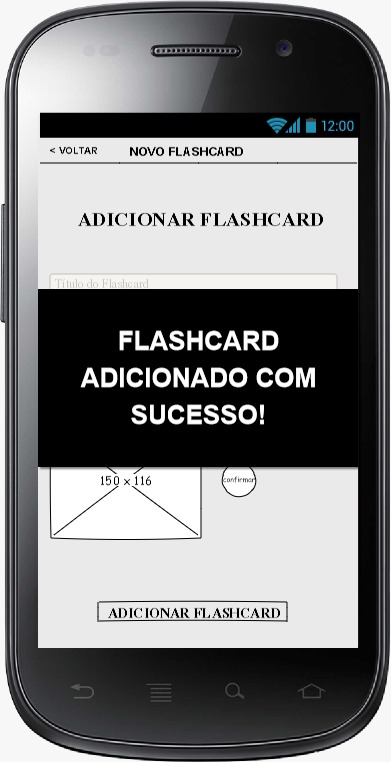 12:00
< VOLTAR NOVO FLASHCARD
ADICIONAR FLASHCARD
Título do Flashcard
FLASHCARD
ADICIONADO COM
SUCESSO!
150 x 116
confirmar
ADICIONAR FLASHCARD